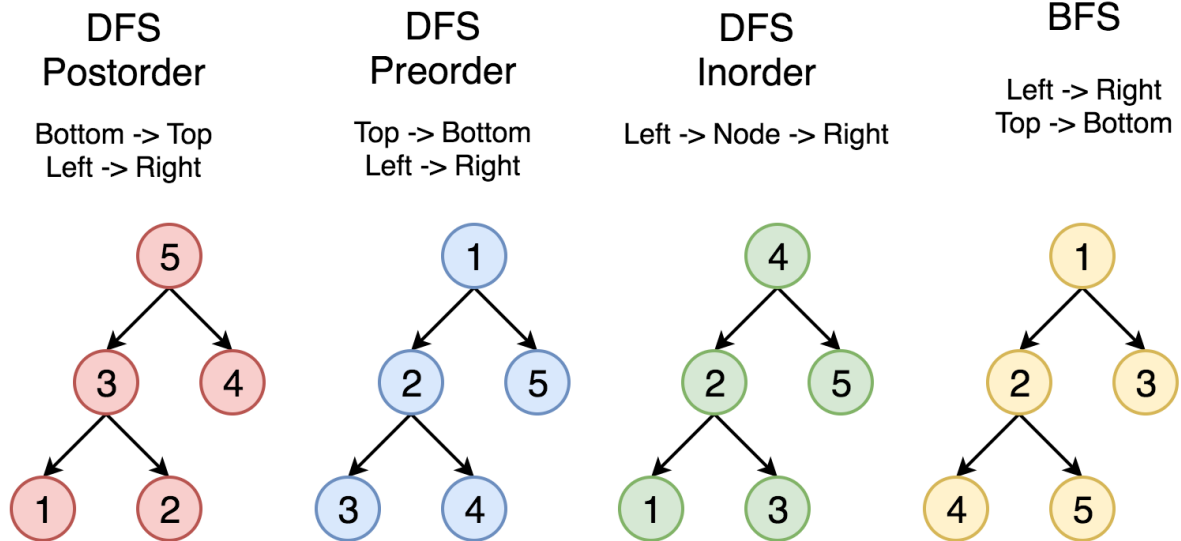 DFS
Postorder
Bottom -> Top
Left -> Right
5
3
4
1
2
DFS
Preorder
Top -> Bottom
Left -> Right
1
2
5
3
4
DFS
Inorder
Left -> Node -> Right
4
2
5
1
3
BFS
Left -> Right
Top -> Bottom
1
2
3
4
5